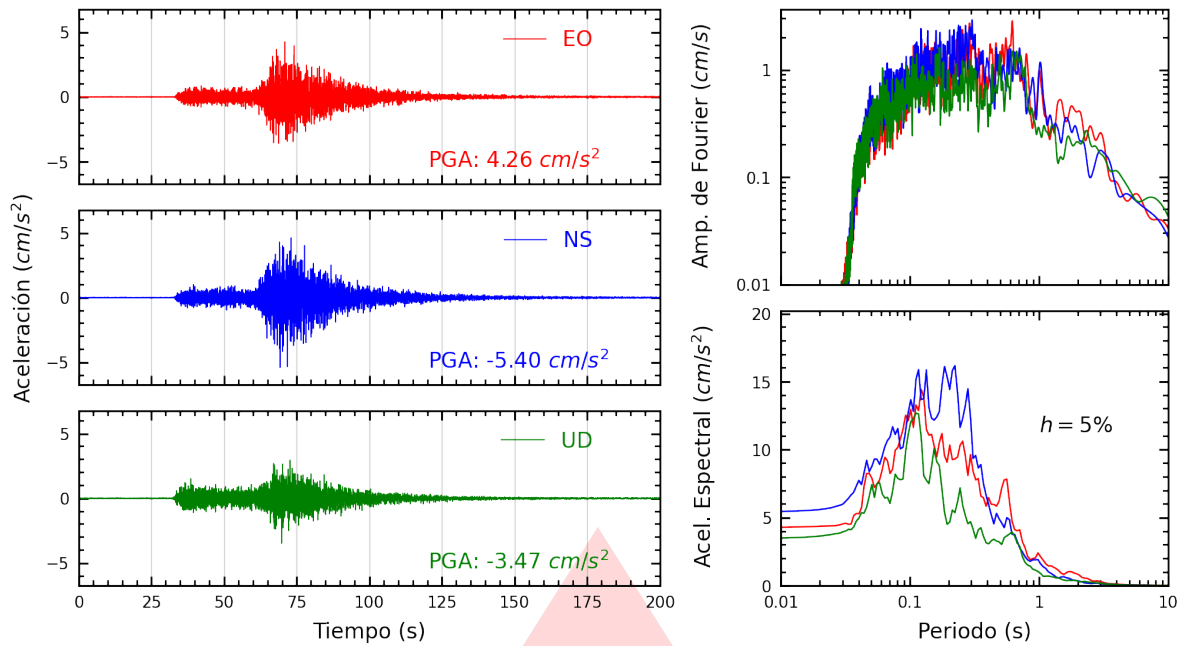 EO
PGA: 4.26 cm/s²
5
0
−5
NS
PGA: -5.40 cm/s²
5
0
−5
UD
PGA: -3.47 cm/s²
5
0
−5
0 25 50 75 100 125 150 175 200
Tiempo (s)
Aceleración (cm/s²)
Amp. de Fourier (cm/s)
1
0.1
0.01
Acel. Espectral (cm/s²)
20
15
10
5
0
h = 5%
0.01 0.1 1 10
Periodo (s)